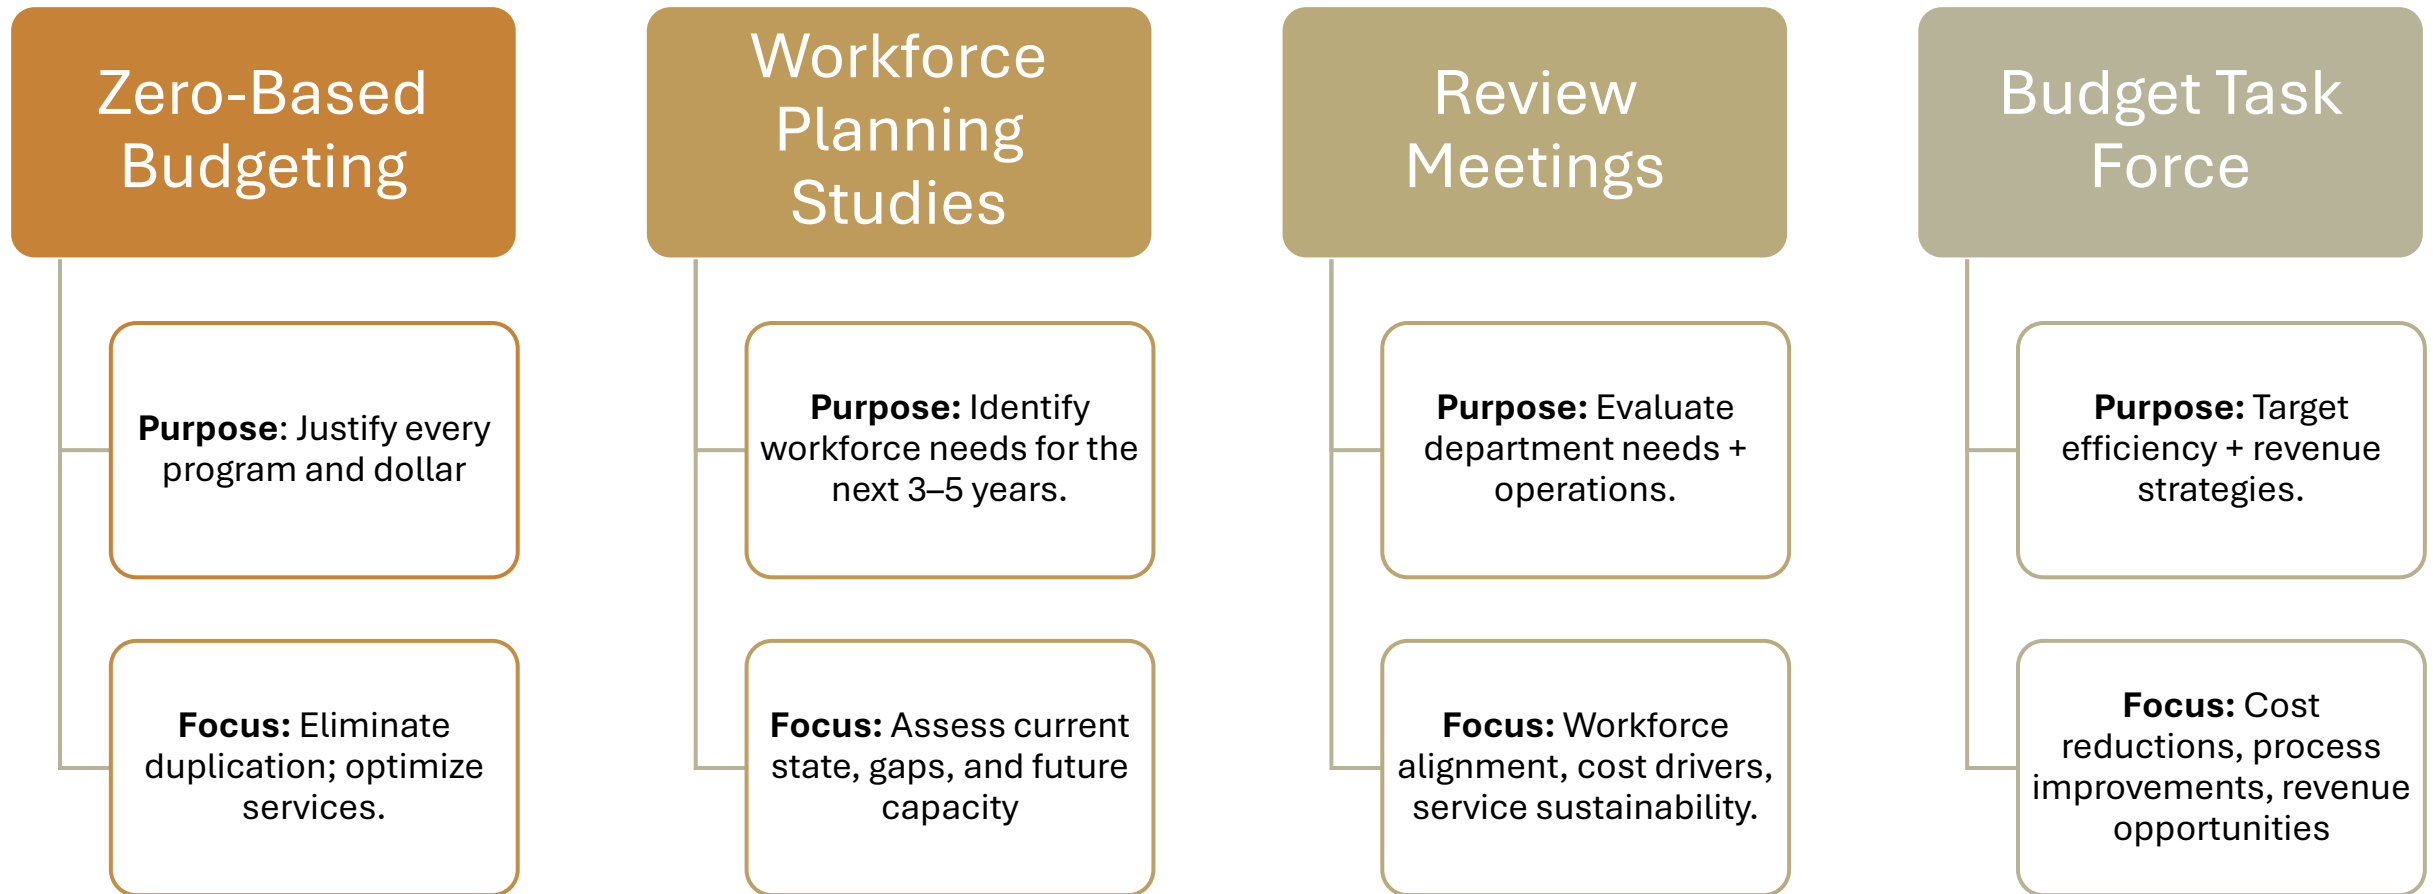 Zero-Based
Budgeting
Purpose: Justify every
program and dollar
Focus: Eliminate
duplication; optimize
services.
Workforce
Planning
Studies
Purpose: Identify
workforce needs for the
next 3–5 years.
Focus: Assess current
state, gaps, and future
capacity
Review
Meetings
Purpose: Evaluate
department needs +
operations.
Focus: Workforce
alignment, cost drivers,
service sustainability.
Budget Task
Force
Purpose: Target
efficiency + revenue
strategies.
Focus: Cost
reductions, process
improvements, revenue
opportunities